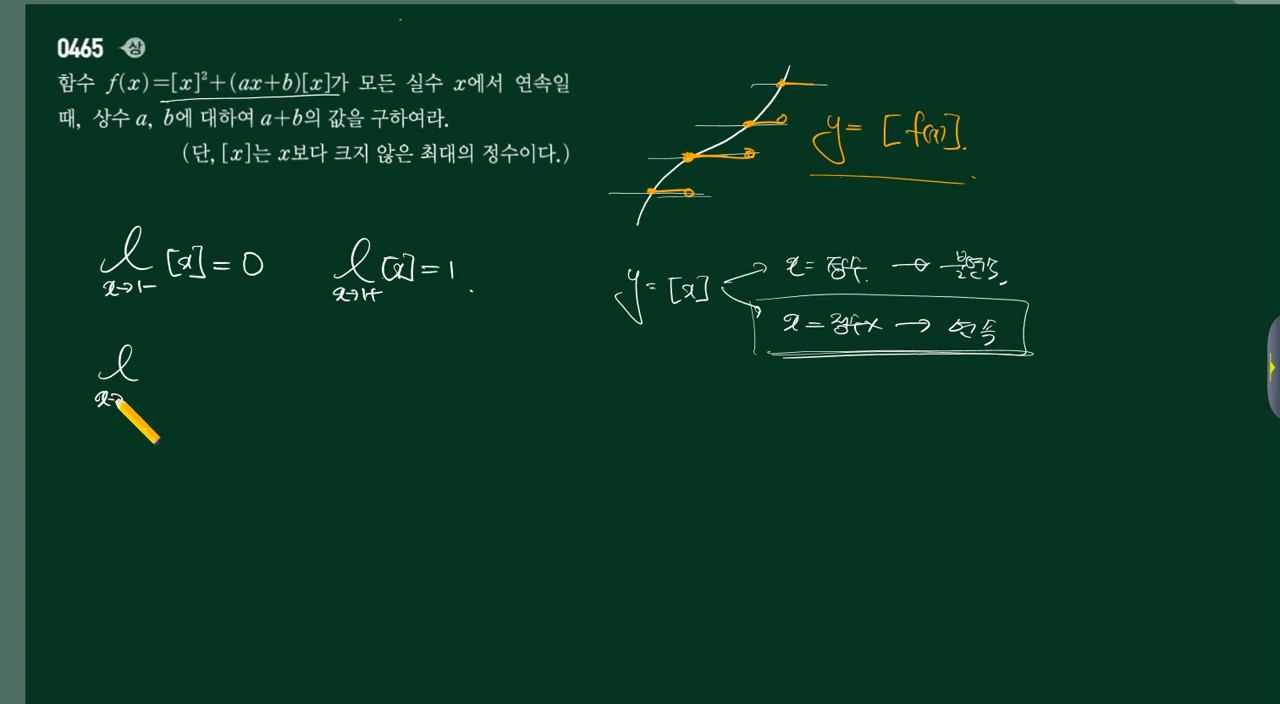 0465 상
함수 f(x)=[x]²+(ax+b)[x]가 모든 실수 x에서 연속일
때, 상수 a, b에 대하여 a+b의 값을 구하여라.
(단, [x]는 x보다 크지 않은 최대의 정수이다.)
y = [f(x)].
l [x] = 0 l [x] = 1.
x→1- x→1+
y = [x]
x = 정수. → 불연속.
x = 정수x → 연속
l
x→